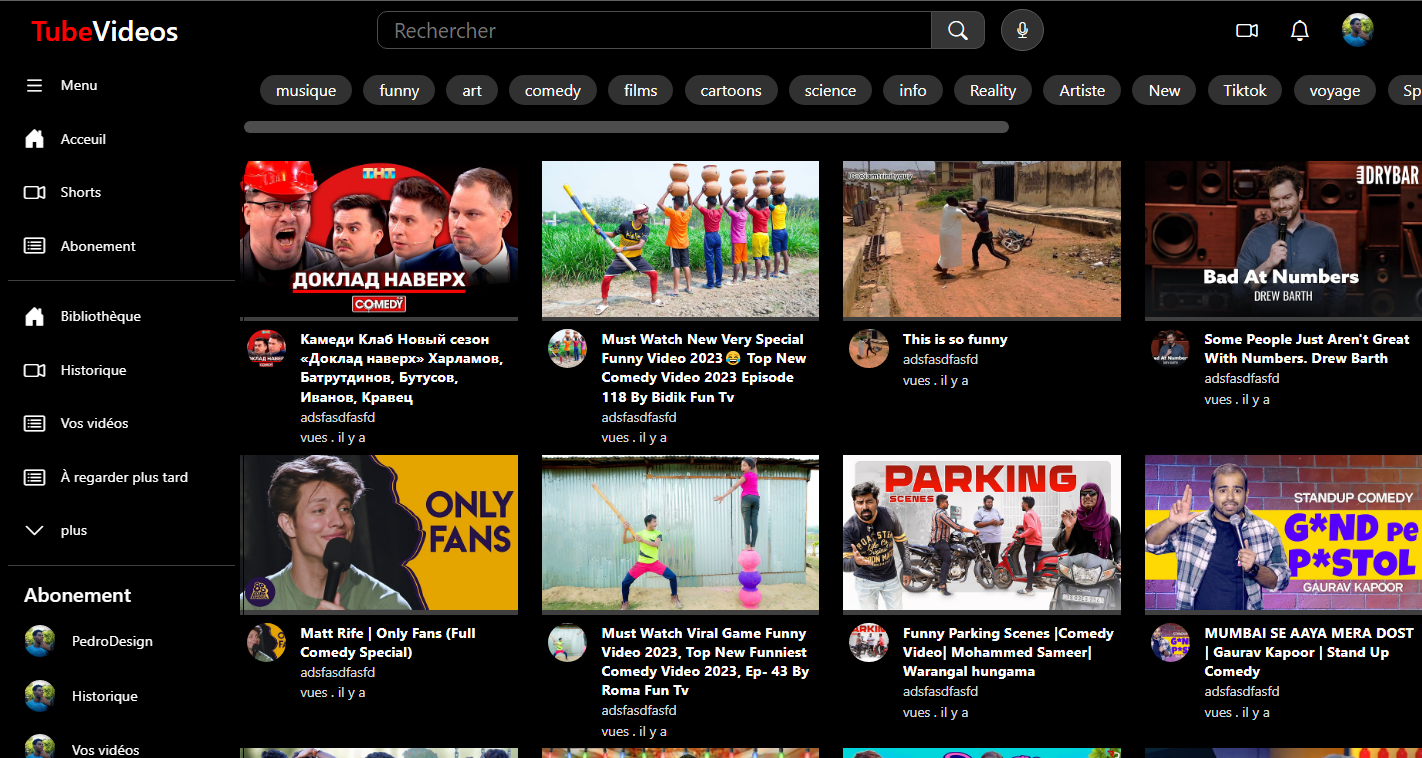 TubeVideos
Rechercher
Menu
Acceuil
Shorts
Abonement
Bibliothèque
Historique
Vos vidéos
À regarder plus tard
plus
Abonement
PedroDesign
Historique
Vos vidéos
musique funny art comedy films cartoons science info Reality Artiste New Tiktok voyage Sp
ТНТ
ДОКЛАД НАВЕРХ
COMEDY
Камеди Клаб Новый сезон
«Доклад наверх» Харламов,
Батрутдинов, Бутусов,
Иванов, Кравец
adsfasdfasfd
vues . il y a
Must Watch New Very Special
Funny Video 2023😂 Top New
Comedy Video 2023 Episode
118 By Bidik Fun Tv
adsfasdfasfd
vues . il y a
IG:@iamtrinityguy
This is so funny
adsfasdfasfd
vues . il y a
DRYBAR
Bad At Numbers
DREW BARTH
Some People Just Aren't Great
With Numbers. Drew Barth
adsfasdfasfd
vues . il y a
ONLY
FANS
Matt Rife | Only Fans (Full
Comedy Special)
adsfasdfasfd
vues . il y a
Must Watch Viral Game Funny
Video 2023, Top New Funniest
Comedy Video 2023, Ep- 43 By
Roma Fun Tv
adsfasdfasfd
vues . il y a
PARKING
SCENES
Funny Parking Scenes |Comedy
Video| Mohammed Sameer|
Warangal hungama
adsfasdfasfd
vues . il y a
STANDUP COMEDY
G*ND PE
P*STOL
GAURAV KAPOOR
MUMBAI SE AAYA MERA DOST
| Gaurav Kapoor | Stand Up
Comedy
adsfasdfasfd
vues . il y a